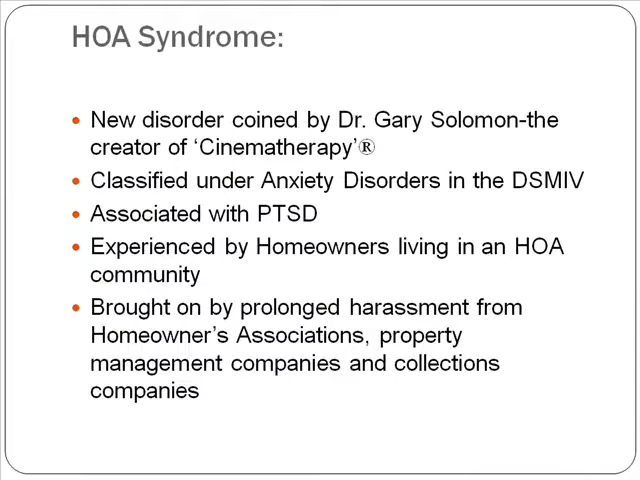 HOA Syndrome:
• New disorder coined by Dr. Gary Solomon-the
creator of ‘Cinematherapy’®
• Classified under Anxiety Disorders in the DSMIV
• Associated with PTSD
• Experienced by Homeowners living in an HOA
community
• Brought on by prolonged harassment from
Homeowner’s Associations, property
management companies and collections
companies